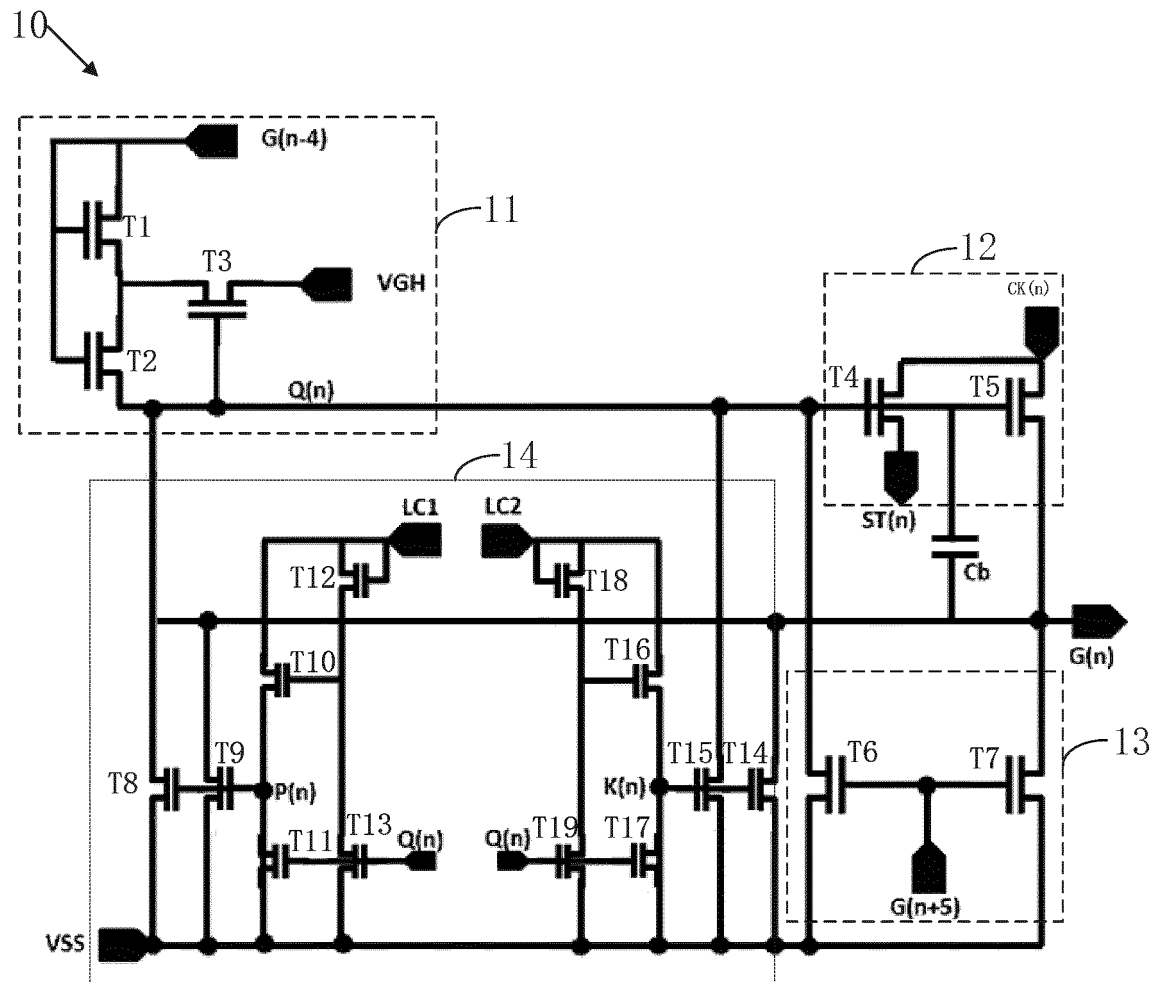 10
G(n-4)
11
T1
T3
VGH
12
CK(n)
T2
T4
T5
Q(n)
14
LC1
LC2
ST(n)
T12
T18
Cb
T10
T16
G(n)
T8
T9
P(n)
K(n)
T15
T14
T6
T7
13
T11
T13
Q(n)
Q(n)
T19
T17
G(n+5)
VSS